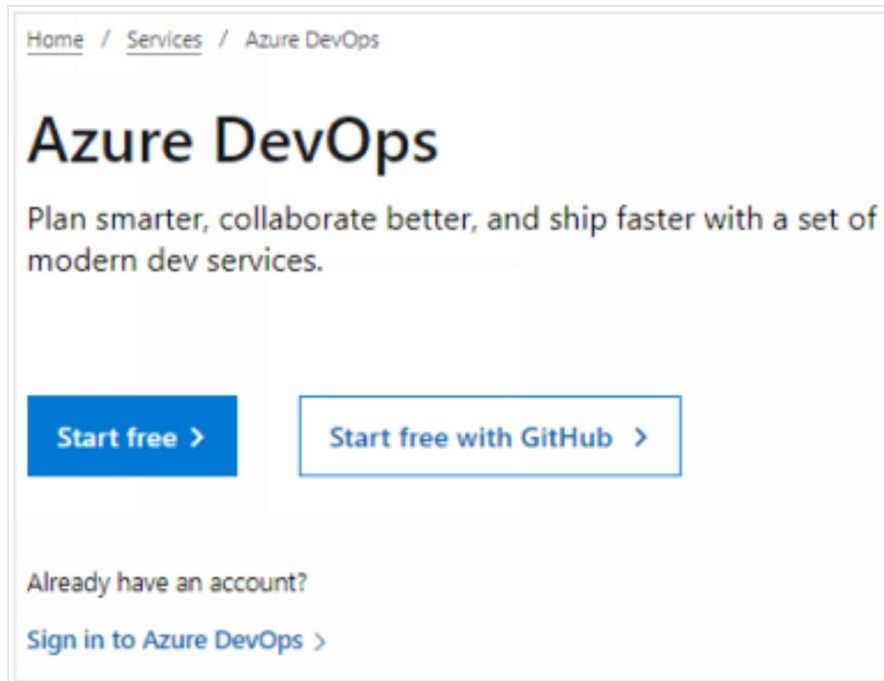 Home / Services / Azure DevOps
Azure DevOps
Plan smarter, collaborate better, and ship faster with a set of
modern dev services.
Start free >
Start free with GitHub >
Already have an account?
Sign in to Azure DevOps >